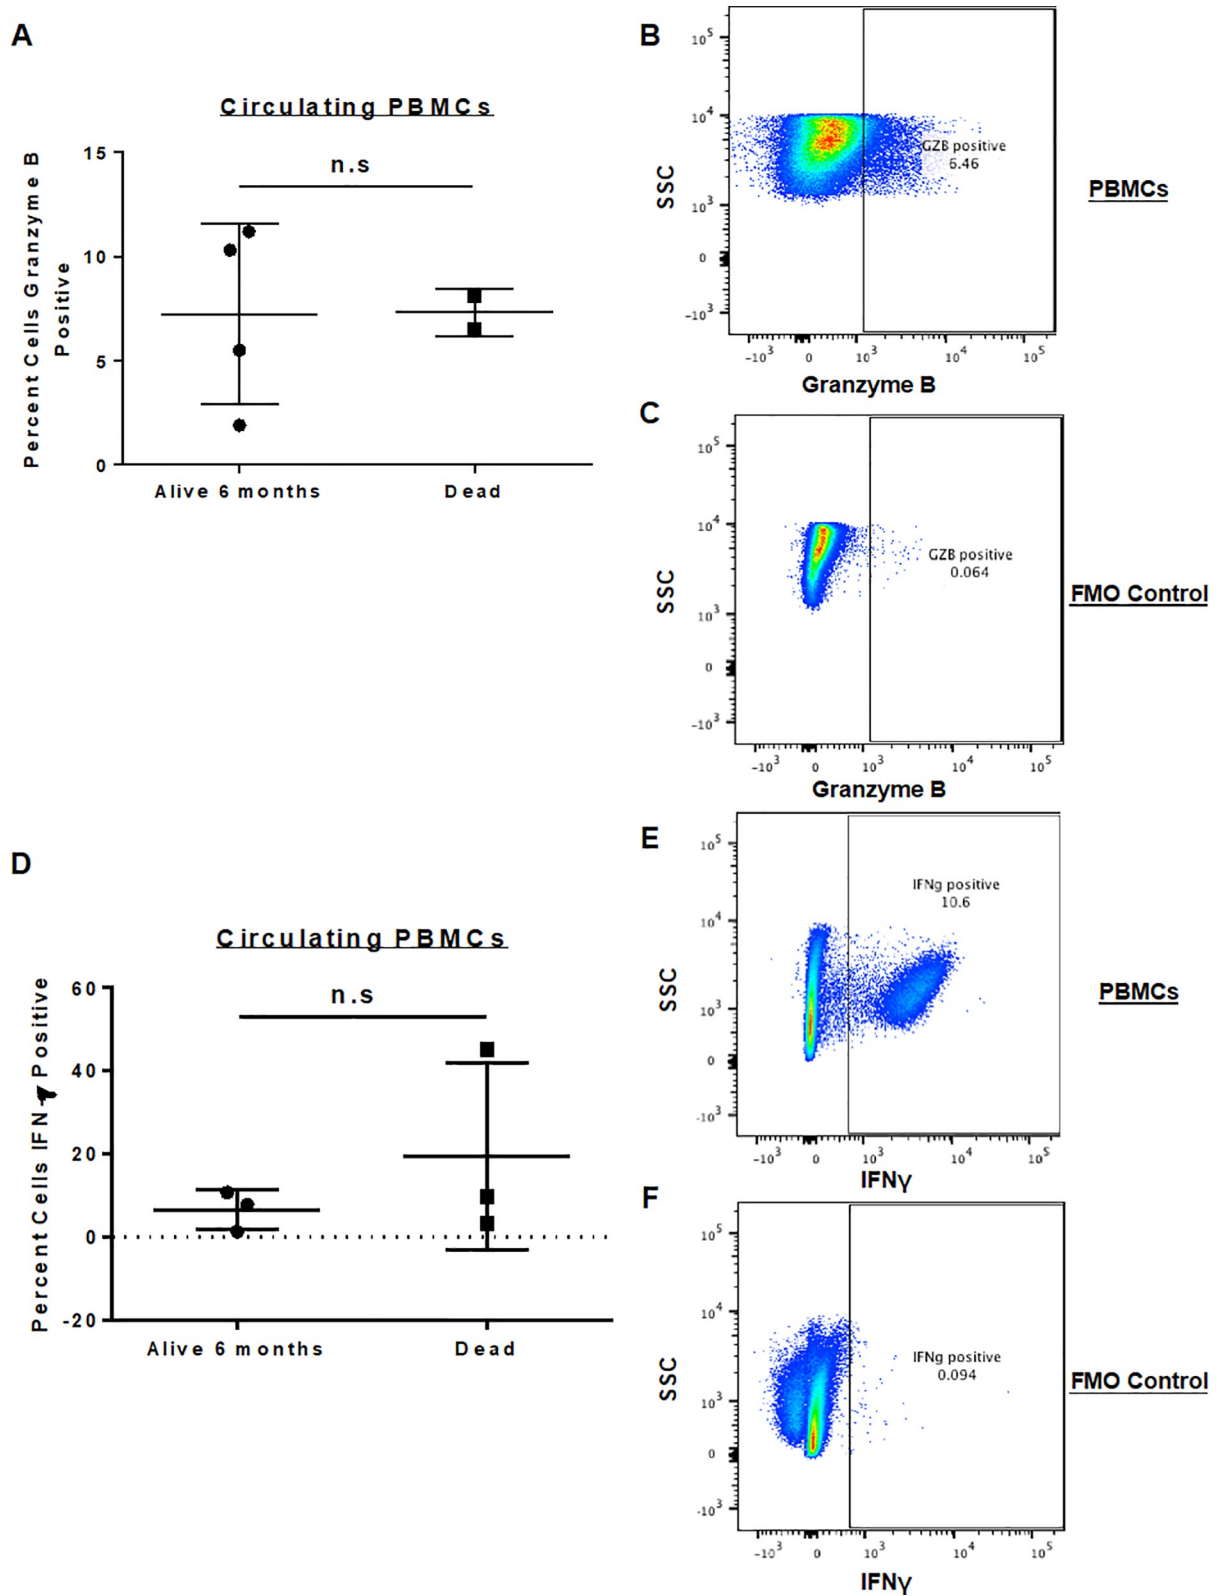 A
Circulating PBMCs
Percent Cells Granzyme B
Positive
15
10
5
0
n.s
Alive 6 months
Dead
B
SSC
10^5
10^4
10^3
0
-10^3
GZB positive
6.46
-10^3 0 10^3 10^4 10^5
Granzyme B
PBMCs
C
SSC
10^5
10^4
10^3
0
-10^3
GZB positive
0.064
-10^3 0 10^3 10^4 10^5
Granzyme B
FMO Control
D
Circulating PBMCs
Percent Cells IFN-γ Positive
60
40
20
0
-20
n.s
Alive 6 months
Dead
E
SSC
10^5
10^4
10^3
0
-10^3
IFNg positive
10.6
-10^3 0 10^3 10^4 10^5
IFNγ
PBMCs
F
SSC
10^5
10^4
10^3
0
-10^3
IFNg positive
0.094
-10^3 0 10^3 10^4 10^5
IFNγ
FMO Control